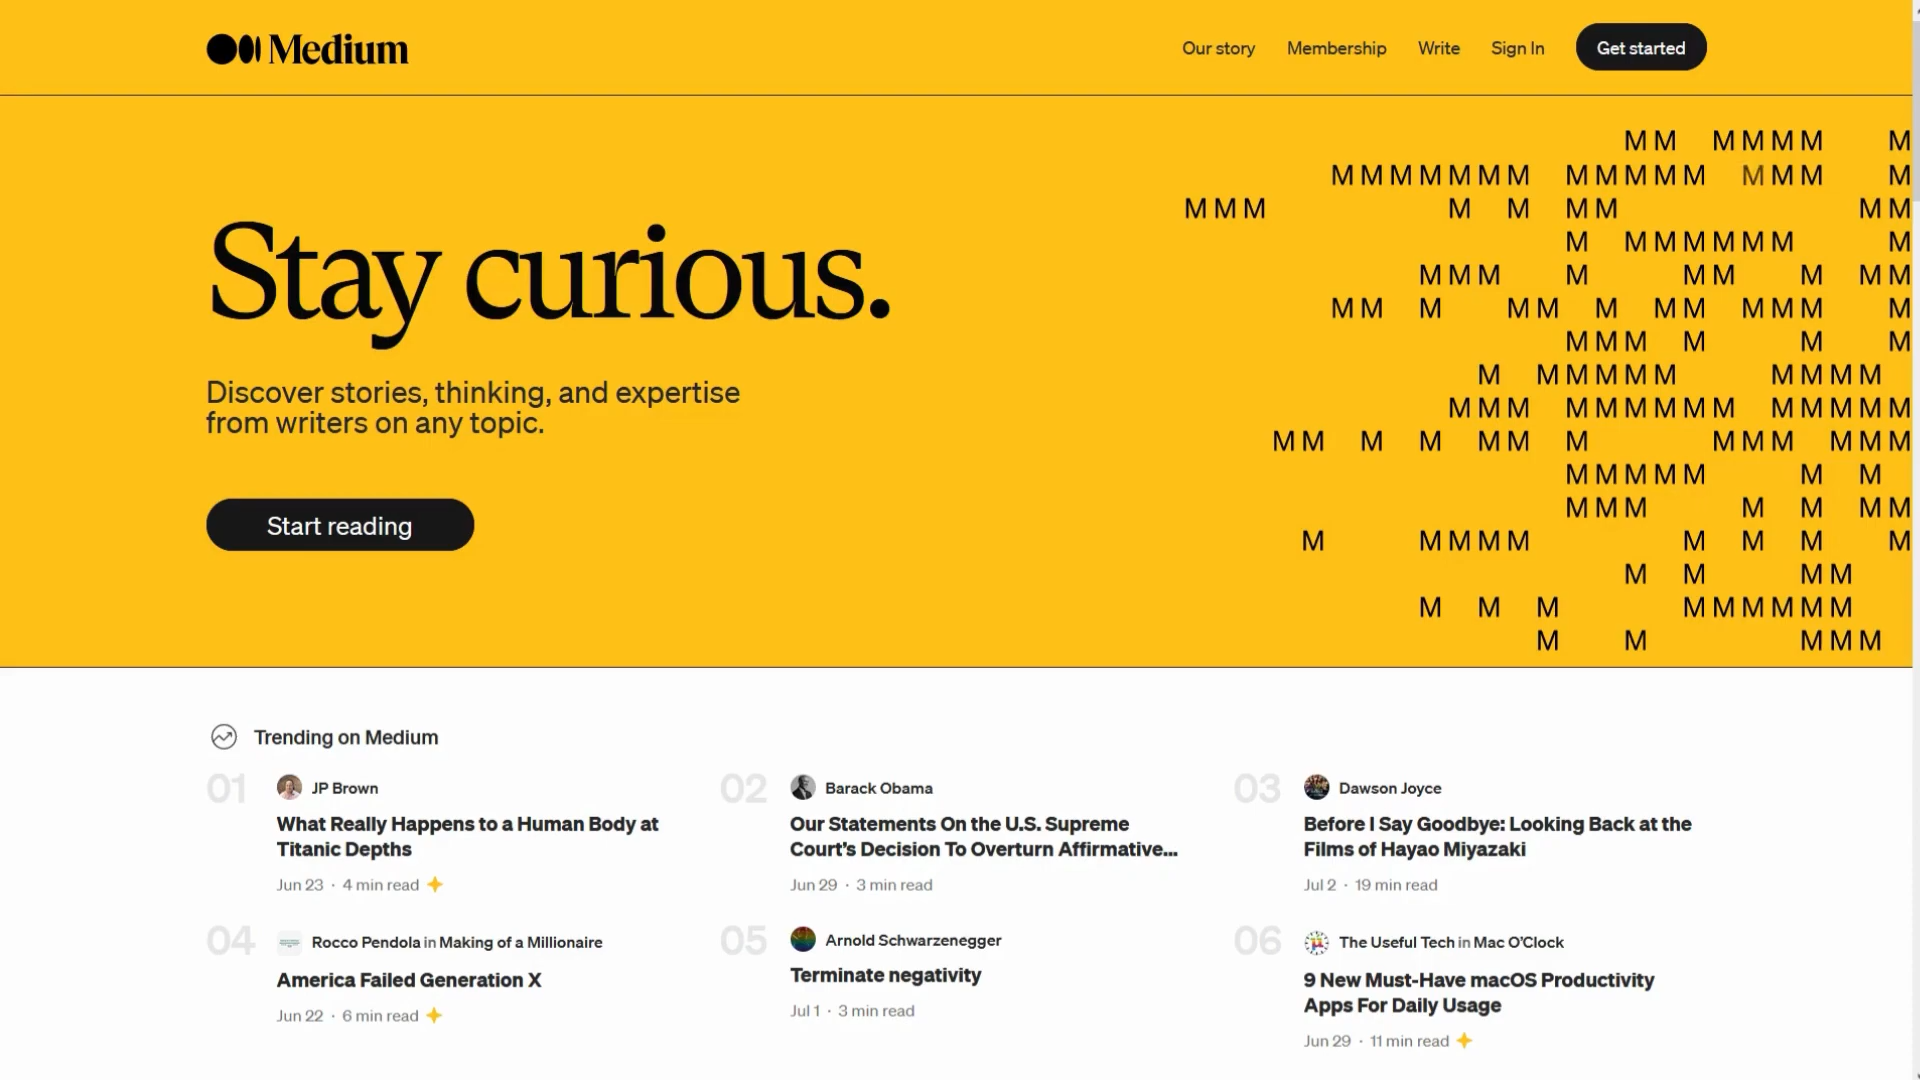 Medium
Our story
Membership
Write
Sign In
Get started
M M M M M M M
M M M M M M M M M M M M M M M M
M M M M M M M M M
M M M M M M M M
M M M M M M M M M
M M M M M M M M M M M M
M M M M M M
M M M M M M M M M M
M M M M M M M M M M M M M M
M M M M M M M M M M M M M
M M M M M M M
M M M M M M M
M M M M M M M M M
M M M M
M M M M M M M M M
M M M M M
Stay curious.
Discover stories, thinking, and expertise
from writers on any topic.
Start reading
Trending on Medium
01
JP Brown
What Really Happens to a Human Body at
Titanic Depths
Jun 23 · 4 min read
02
Barack Obama
Our Statements On the U.S. Supreme
Court's Decision To Overturn Affirmative...
Jun 29 · 3 min read
03
Dawson Joyce
Before I Say Goodbye: Looking Back at the
Films of Hayao Miyazaki
Jul 2 · 19 min read
04
Rocco Pendola in Making of a Millionaire
America Failed Generation X
Jun 22 · 6 min read
05
Arnold Schwarzenegger
Terminate negativity
Jul 1 · 3 min read
06
The Useful Tech in Mac O'Clock
9 New Must-Have macOS Productivity
Apps For Daily Usage
Jun 29 · 11 min read